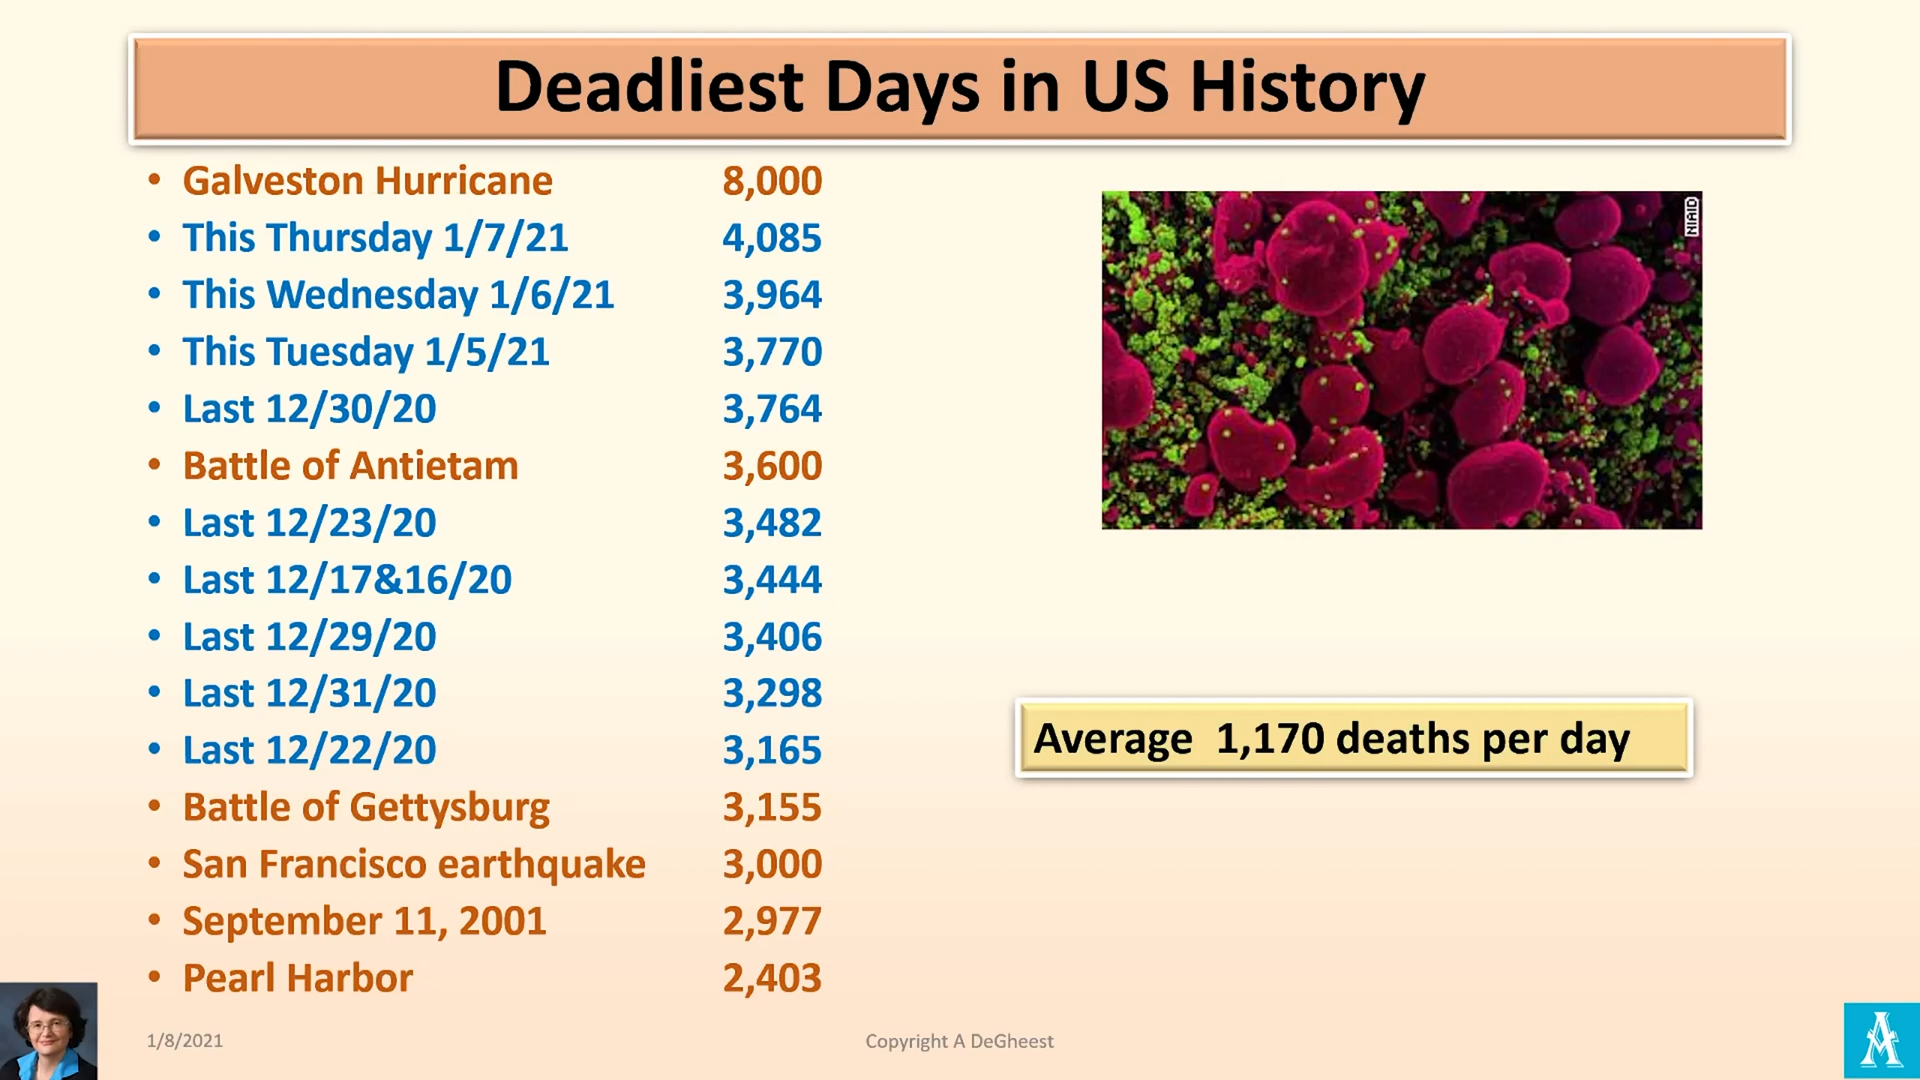 Deadliest Days in US History
• Galveston Hurricane 8,000
• This Thursday 1/7/21 4,085
• This Wednesday 1/6/21 3,964
• This Tuesday 1/5/21 3,770
• Last 12/30/20 3,764
• Battle of Antietam 3,600
• Last 12/23/20 3,482
• Last 12/17&16/20 3,444
• Last 12/29/20 3,406
• Last 12/31/20 3,298
• Last 12/22/20 3,165
• Battle of Gettysburg 3,155
• San Francisco earthquake 3,000
• September 11, 2001 2,977
• Pearl Harbor 2,403
NIAID
Average 1,170 deaths per day
1/8/2021
Copyright A DeGheest
A